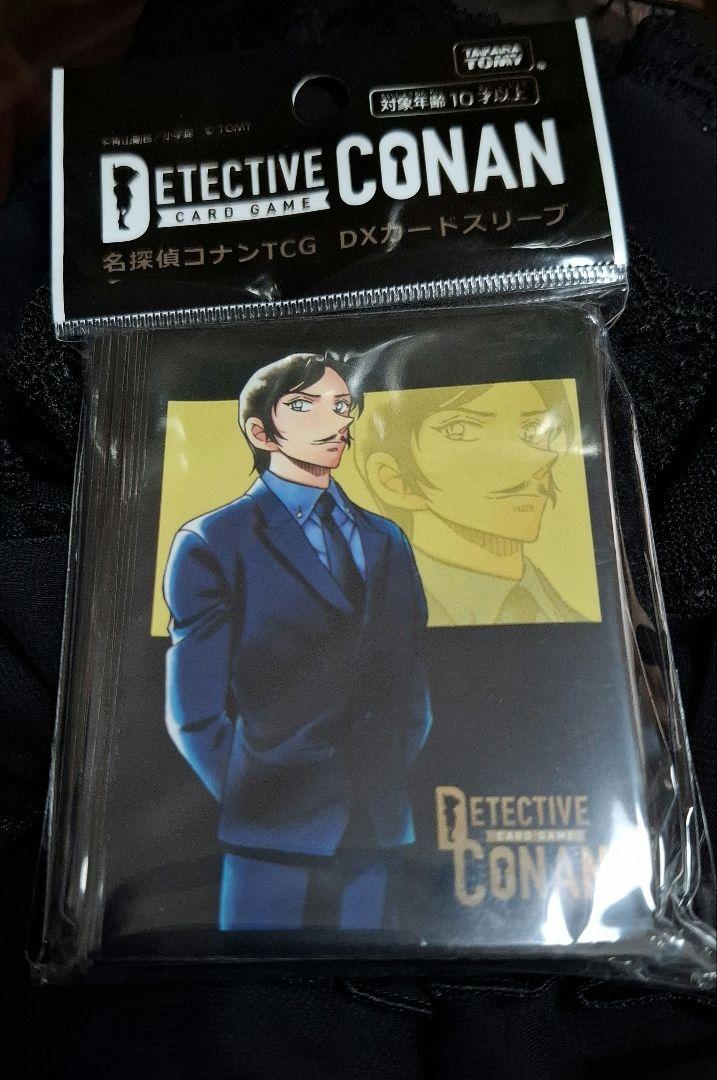 TAKARA
TOMY
対象年齢10才以上
©青山剛昌／小学館 © TOMY
DETECTIVE CONAN
CARD GAME
名探偵コナンTCG DXカードスリーブ
DETECTIVE
CARD GAME
CONAN